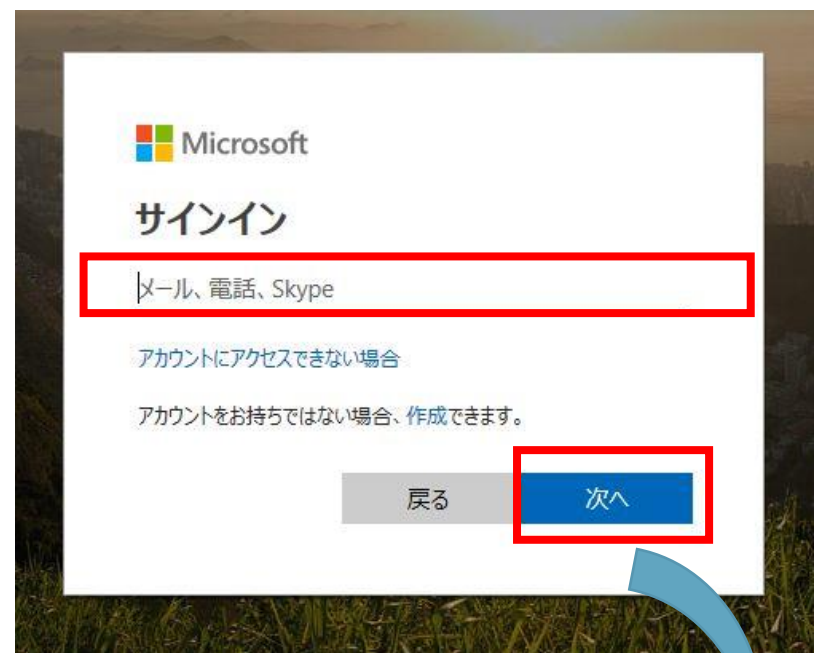 Microsoft
サインイン
メール、電話、Skype
アカウントにアクセスできない場合
アカウントをお持ちではない場合、作成できます。
戻る
次へ